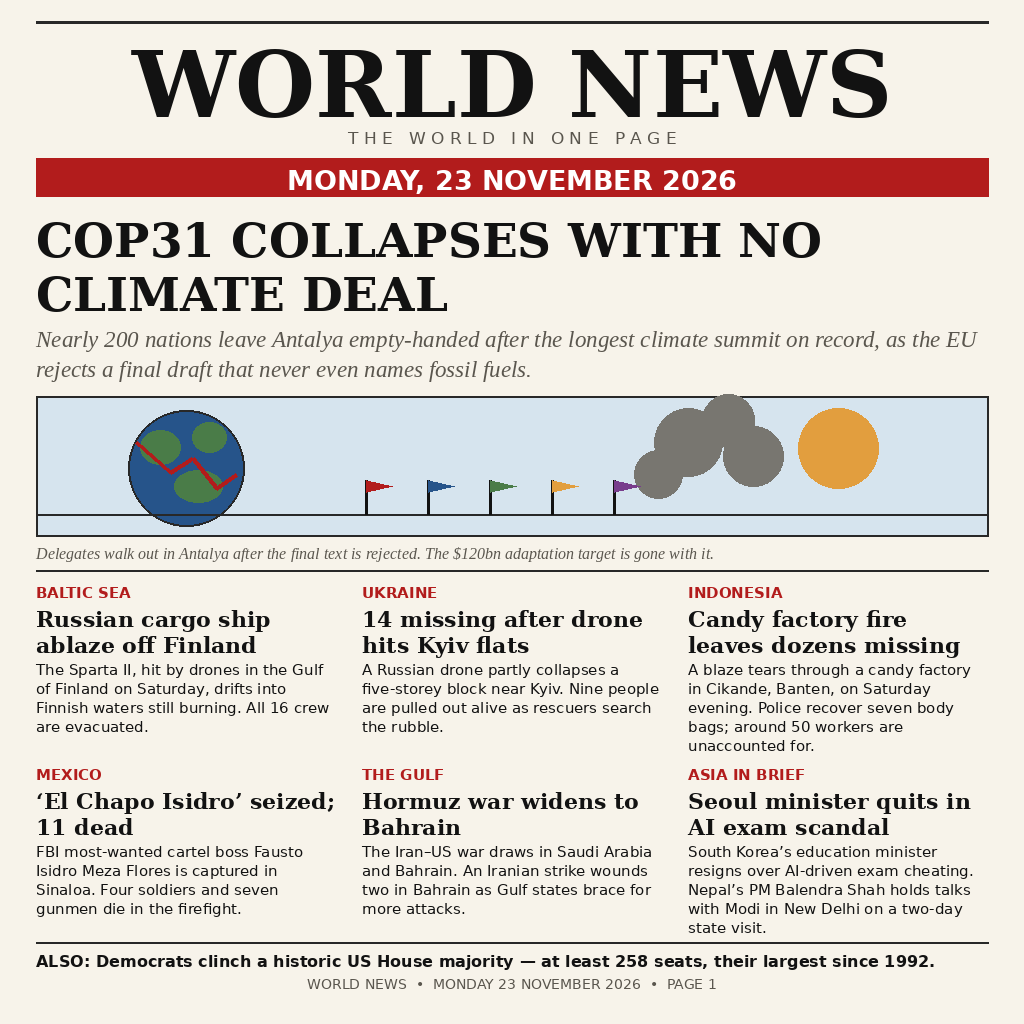 WORLD NEWS
THE WORLD IN ONE PAGE
MONDAY, 23 NOVEMBER 2026
COP31 COLLAPSES WITH NO
CLIMATE DEAL
Nearly 200 nations leave Antalya empty-handed after the longest climate summit on record, as the EU
rejects a final draft that never even names fossil fuels.
Delegates walk out in Antalya after the final text is rejected. The $120bn adaptation target is gone with it.
BALTIC SEA
Russian cargo ship
ablaze off Finland
The Sparta II, hit by drones in the Gulf
of Finland on Saturday, drifts into
Finnish waters still burning. All 16 crew
are evacuated.
UKRAINE
14 missing after drone
hits Kyiv flats
A Russian drone partly collapses a
five-storey block near Kyiv. Nine people
are pulled out alive as rescuers search
the rubble.
INDONESIA
Candy factory fire
leaves dozens missing
A blaze tears through a candy factory
in Cikande, Banten, on Saturday
evening. Police recover seven body
bags; around 50 workers are
unaccounted for.
MEXICO
‘El Chapo Isidro’ seized;
11 dead
FBI most-wanted cartel boss Fausto
Isidro Meza Flores is captured in
Sinaloa. Four soldiers and seven
gunmen die in the firefight.
THE GULF
Hormuz war widens to
Bahrain
The Iran–US war draws in Saudi Arabia
and Bahrain. An Iranian strike wounds
two in Bahrain as Gulf states brace for
more attacks.
ASIA IN BRIEF
Seoul minister quits in
AI exam scandal
South Korea’s education minister
resigns over AI-driven exam cheating.
Nepal’s PM Balendra Shah holds talks
with Modi in New Delhi on a two-day
state visit.
ALSO: Democrats clinch a historic US House majority — at least 258 seats, their largest since 1992.
WORLD NEWS • MONDAY 23 NOVEMBER 2026 • PAGE 1